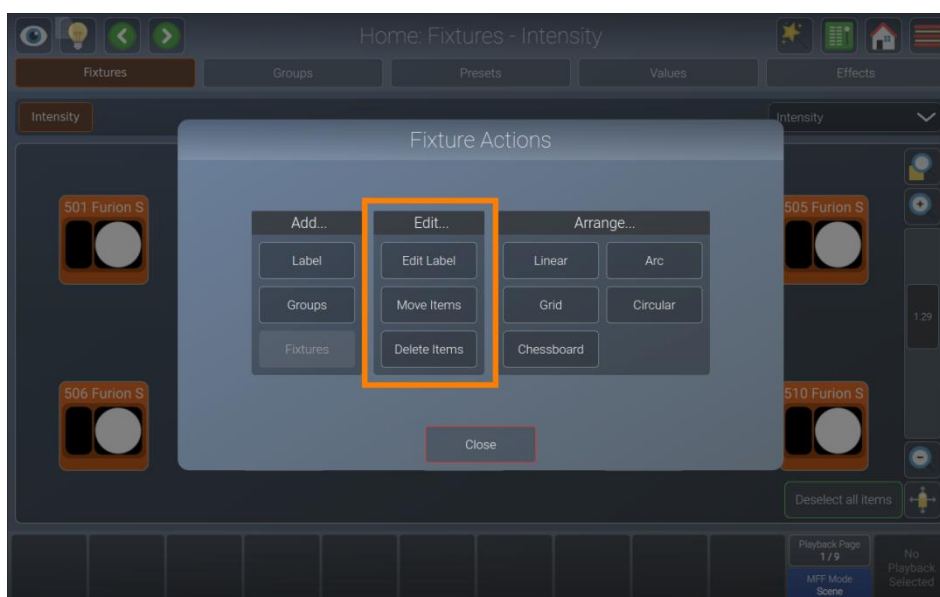 Home: Fixtures - Intensity
Fixtures
Groups
Presets
Values
Effects
Intensity
Intensity
Fixture Actions
501 Furion S
505 Furion S
Add...
Edit...
Arrange...
Label
Edit Label
Linear
Arc
Groups
Move Items
Grid
Circular
1.29
Fixtures
Delete Items
Chessboard
506 Furion S
510 Furion S
Close
Deselect all items
Playback Page
1 / 9
MFF Mode
Scene
No
Playback
Selected